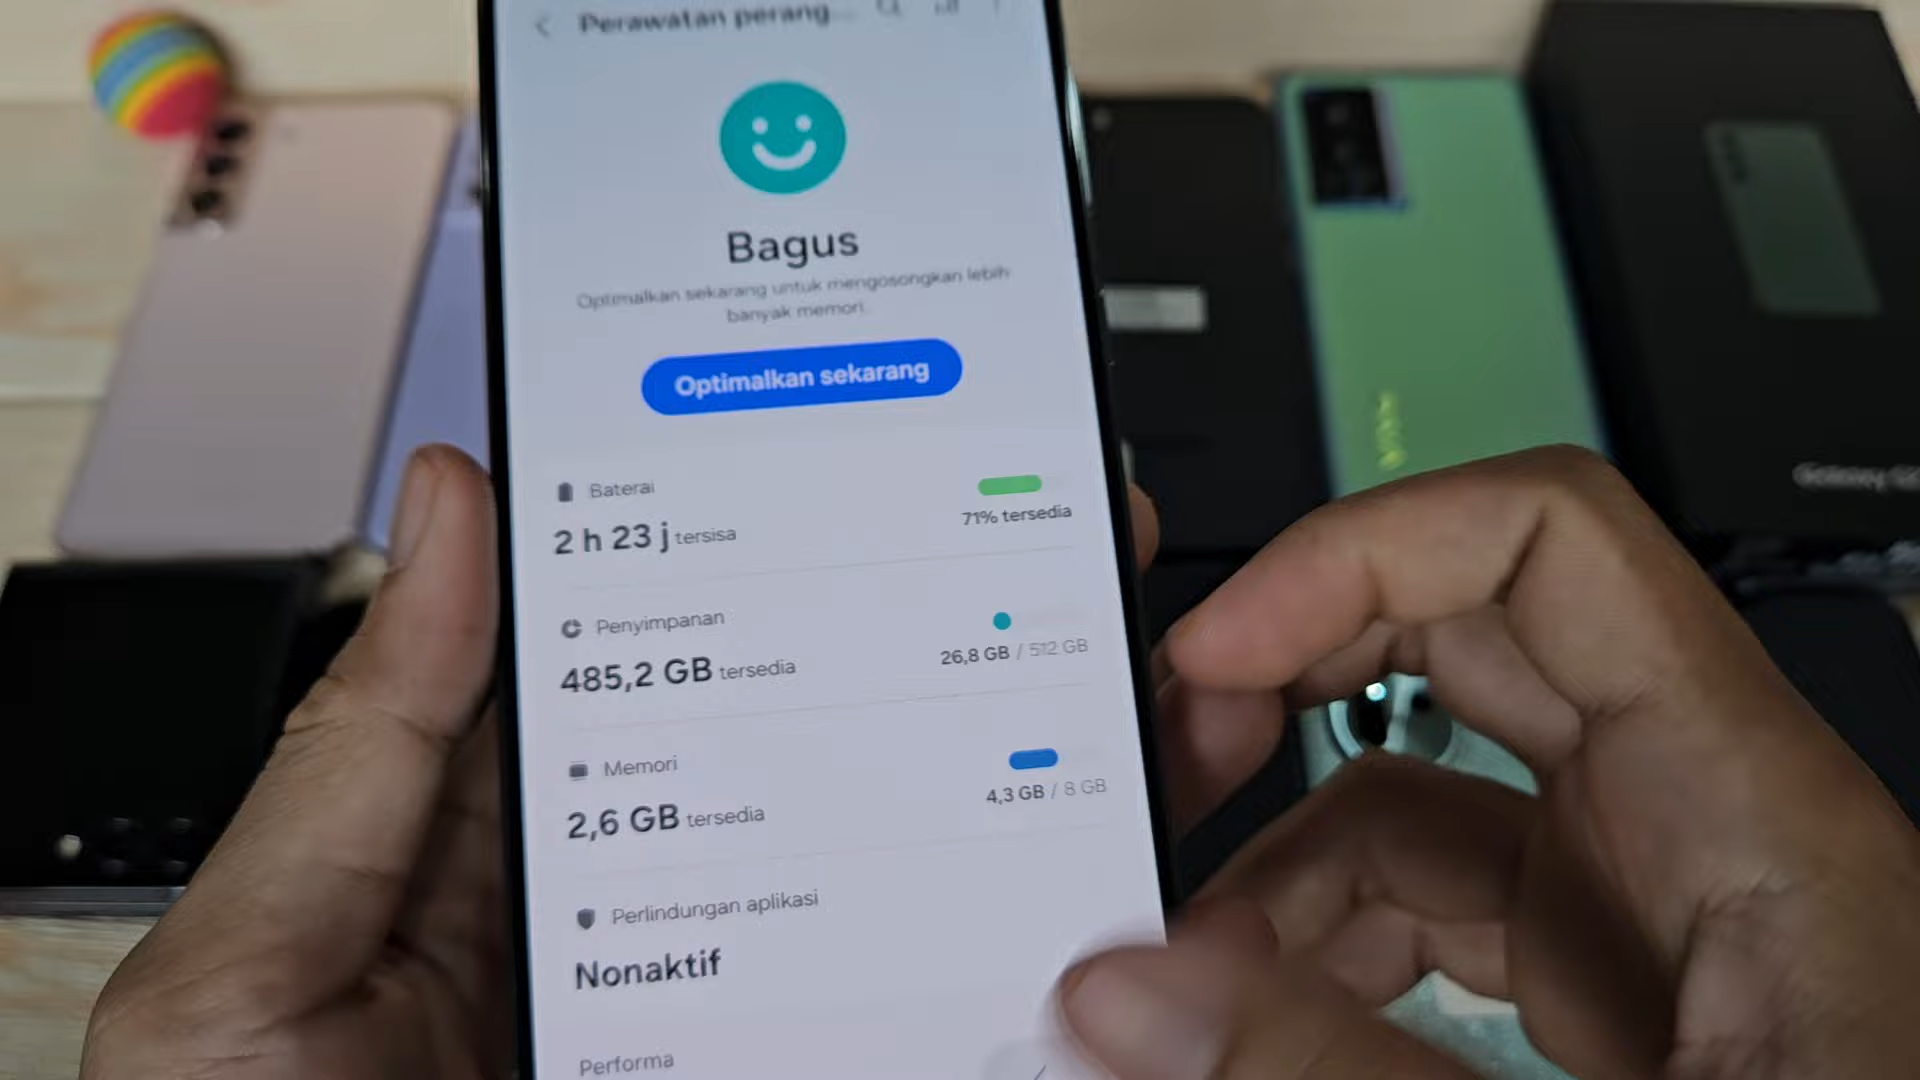 Perawatan perang...
Bagus
Optimalkan sekarang untuk mengosongkan lebih
banyak memori.
Optimalkan sekarang
Baterai
2 h 23 j tersisa
71% tersedia
Penyimpanan
485,2 GB tersedia
26,8 GB / 512 GB
Memori
2,6 GB tersedia
4,3 GB / 8 GB
Perlindungan aplikasi
Nonaktif
Performa
vivo
Galaxy